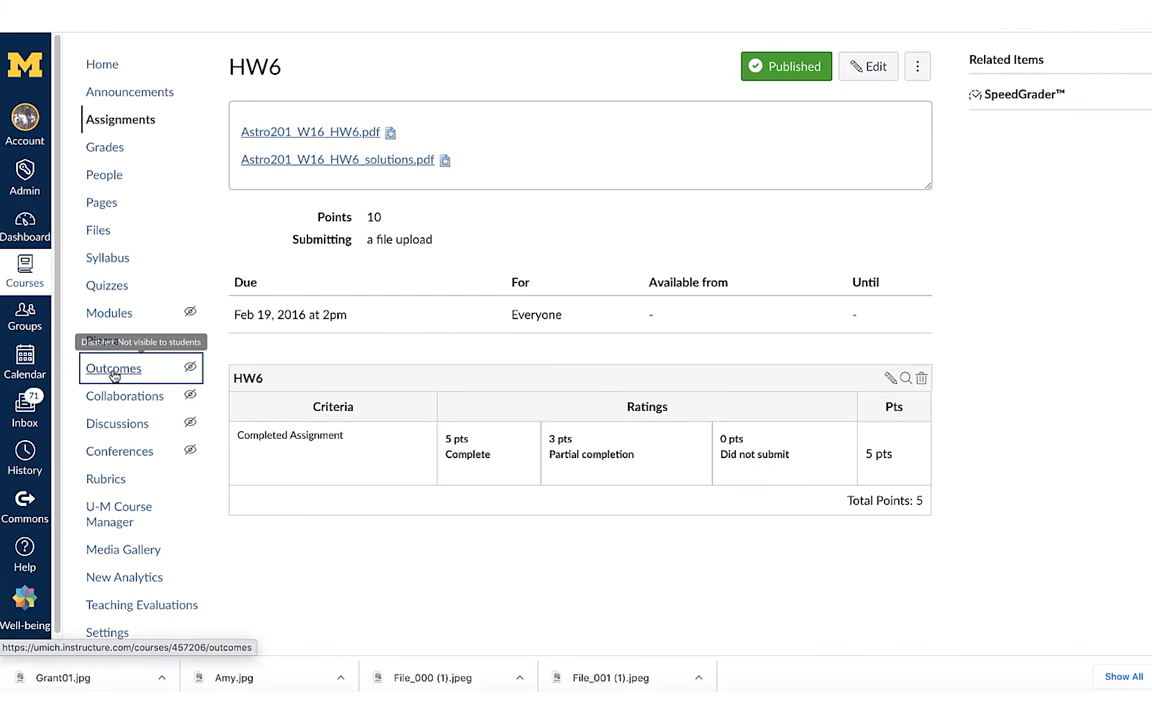 M
Account
Admin
Dashboard
Courses
Groups
Calendar
71
Inbox
History
Commons
Help
Well-being
Home
Announcements
Assignments
Grades
People
Pages
Files
Syllabus
Quizzes
Modules
Disabled. Not visible to students
Outcomes
Collaborations
Discussions
Conferences
Rubrics
U-M Course
Manager
Media Gallery
New Analytics
Teaching Evaluations
Settings
https://umich.instructure.com/courses/457206/outcomes
HW6
Published
Edit
Astro201_W16_HW6.pdf
Astro201_W16_HW6_solutions.pdf
Points 10
Submitting a file upload
Due For Available from Until
Feb 19, 2016 at 2pm Everyone - -
HW6
Criteria Ratings Pts
Completed Assignment
5 pts
Complete
3 pts
Partial completion
0 pts
Did not submit
5 pts
Total Points: 5
Related Items
SpeedGrader™
Grant01.jpg
Amy.jpg
File_000 (1).jpeg
File_001 (1).jpeg
Show All